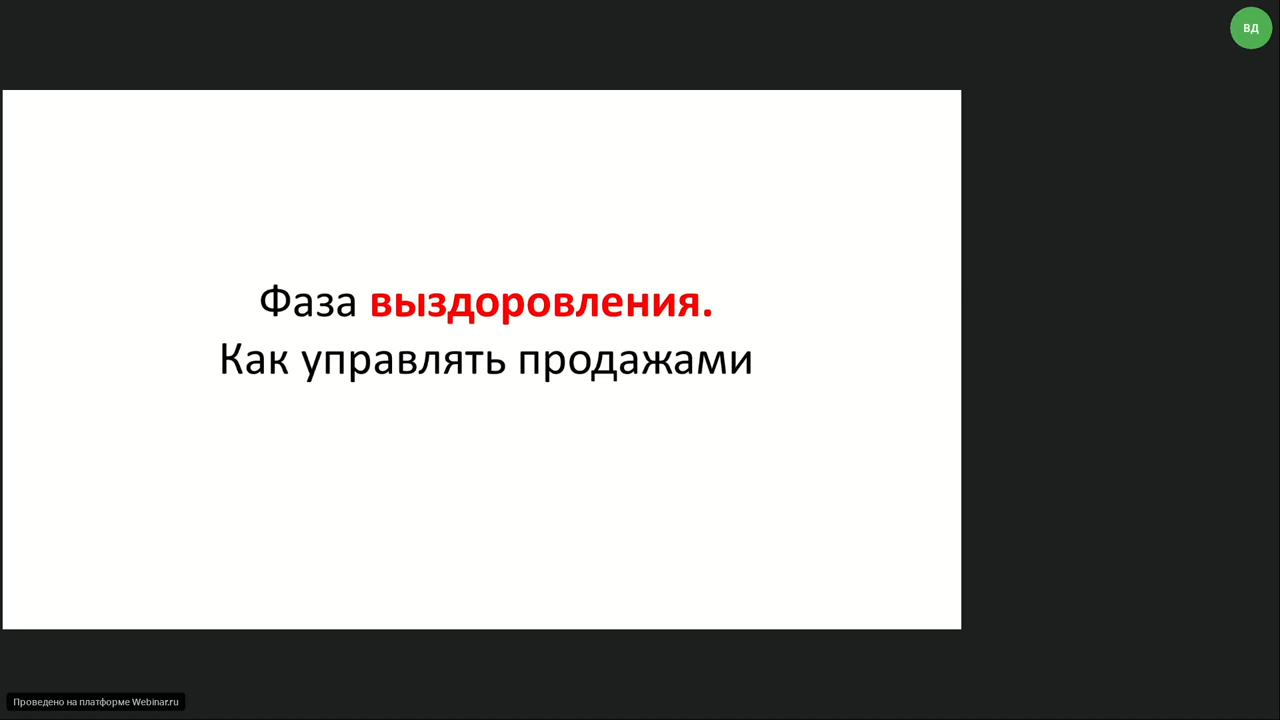 ВД
Фаза выздоровления.
Как управлять продажами
Проведено на платформе Webinar.ru